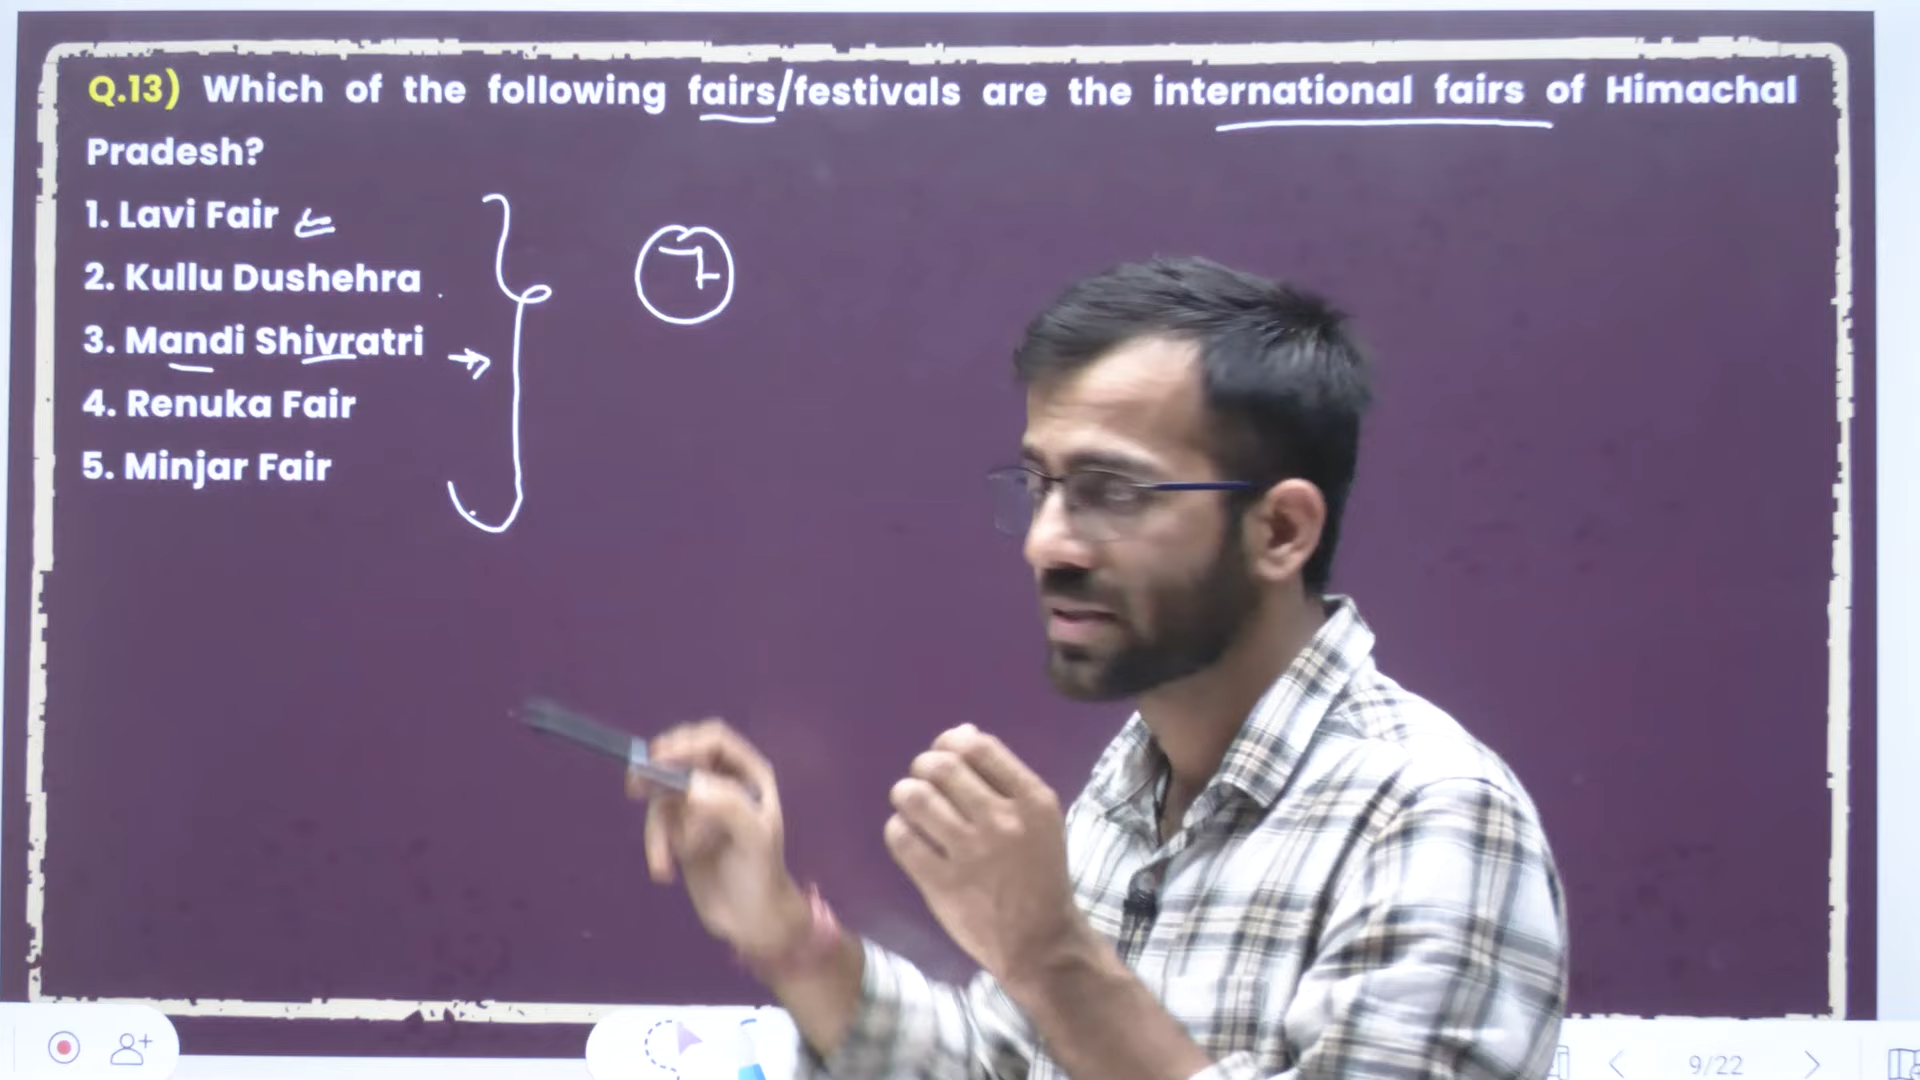 Q.13) Which of the following fairs/festivals are the international fairs of Himachal
Pradesh?
1. Lavi Fair
2. Kullu Dushehra
3. Mandi Shivratri
4. Renuka Fair
5. Minjar Fair
7
9/22